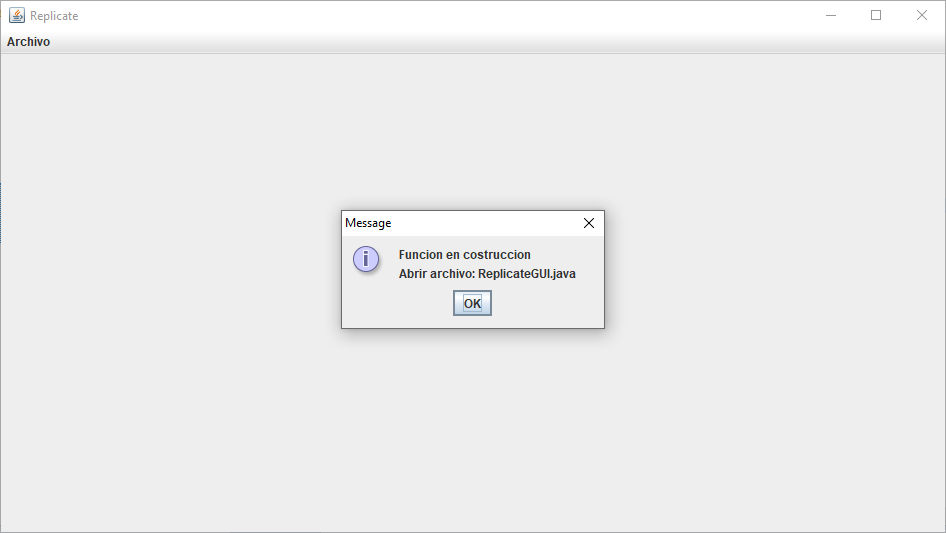 Replicate
Archivo
Message
Funcion en costruccion
Abrir archivo: ReplicateGUI.java
OK